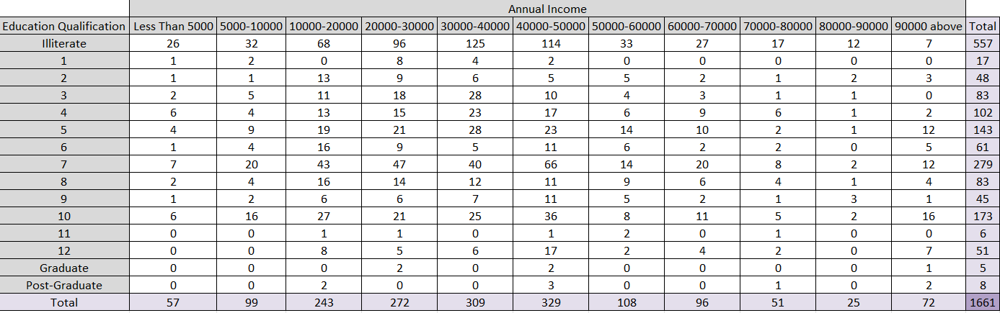 Annual Income
Education Qualification Less Than 5000 5000-10000 10000-20000 20000-30000 30000-40000 40000-50000 50000-60000 60000-70000 70000-80000 80000-90000 90000 above Total
Illiterate 26 32 68 96 125 114 33 27 17 12 7 557
1 1 2 0 8 4 2 0 0 0 0 0 17
2 1 1 13 9 6 5 5 2 1 2 3 48
3 2 5 11 18 28 10 4 3 1 1 0 83
4 6 4 13 15 23 17 6 9 6 1 2 102
5 4 9 19 21 28 23 14 10 2 1 12 143
6 1 4 16 9 5 11 6 2 2 0 5 61
7 7 20 43 47 40 66 14 20 8 2 12 279
8 2 4 16 14 12 11 9 6 4 1 4 83
9 1 2 6 6 7 11 5 2 1 3 1 45
10 6 16 27 21 25 36 8 11 5 2 16 173
11 0 0 1 1 0 1 2 0 1 0 0 6
12 0 0 8 5 6 17 2 4 2 0 7 51
Graduate 0 0 0 2 0 2 0 0 0 0 1 5
Post-Graduate 0 0 2 0 0 3 0 0 1 0 2 8
Total 57 99 243 272 309 329 108 96 51 25 72 1661